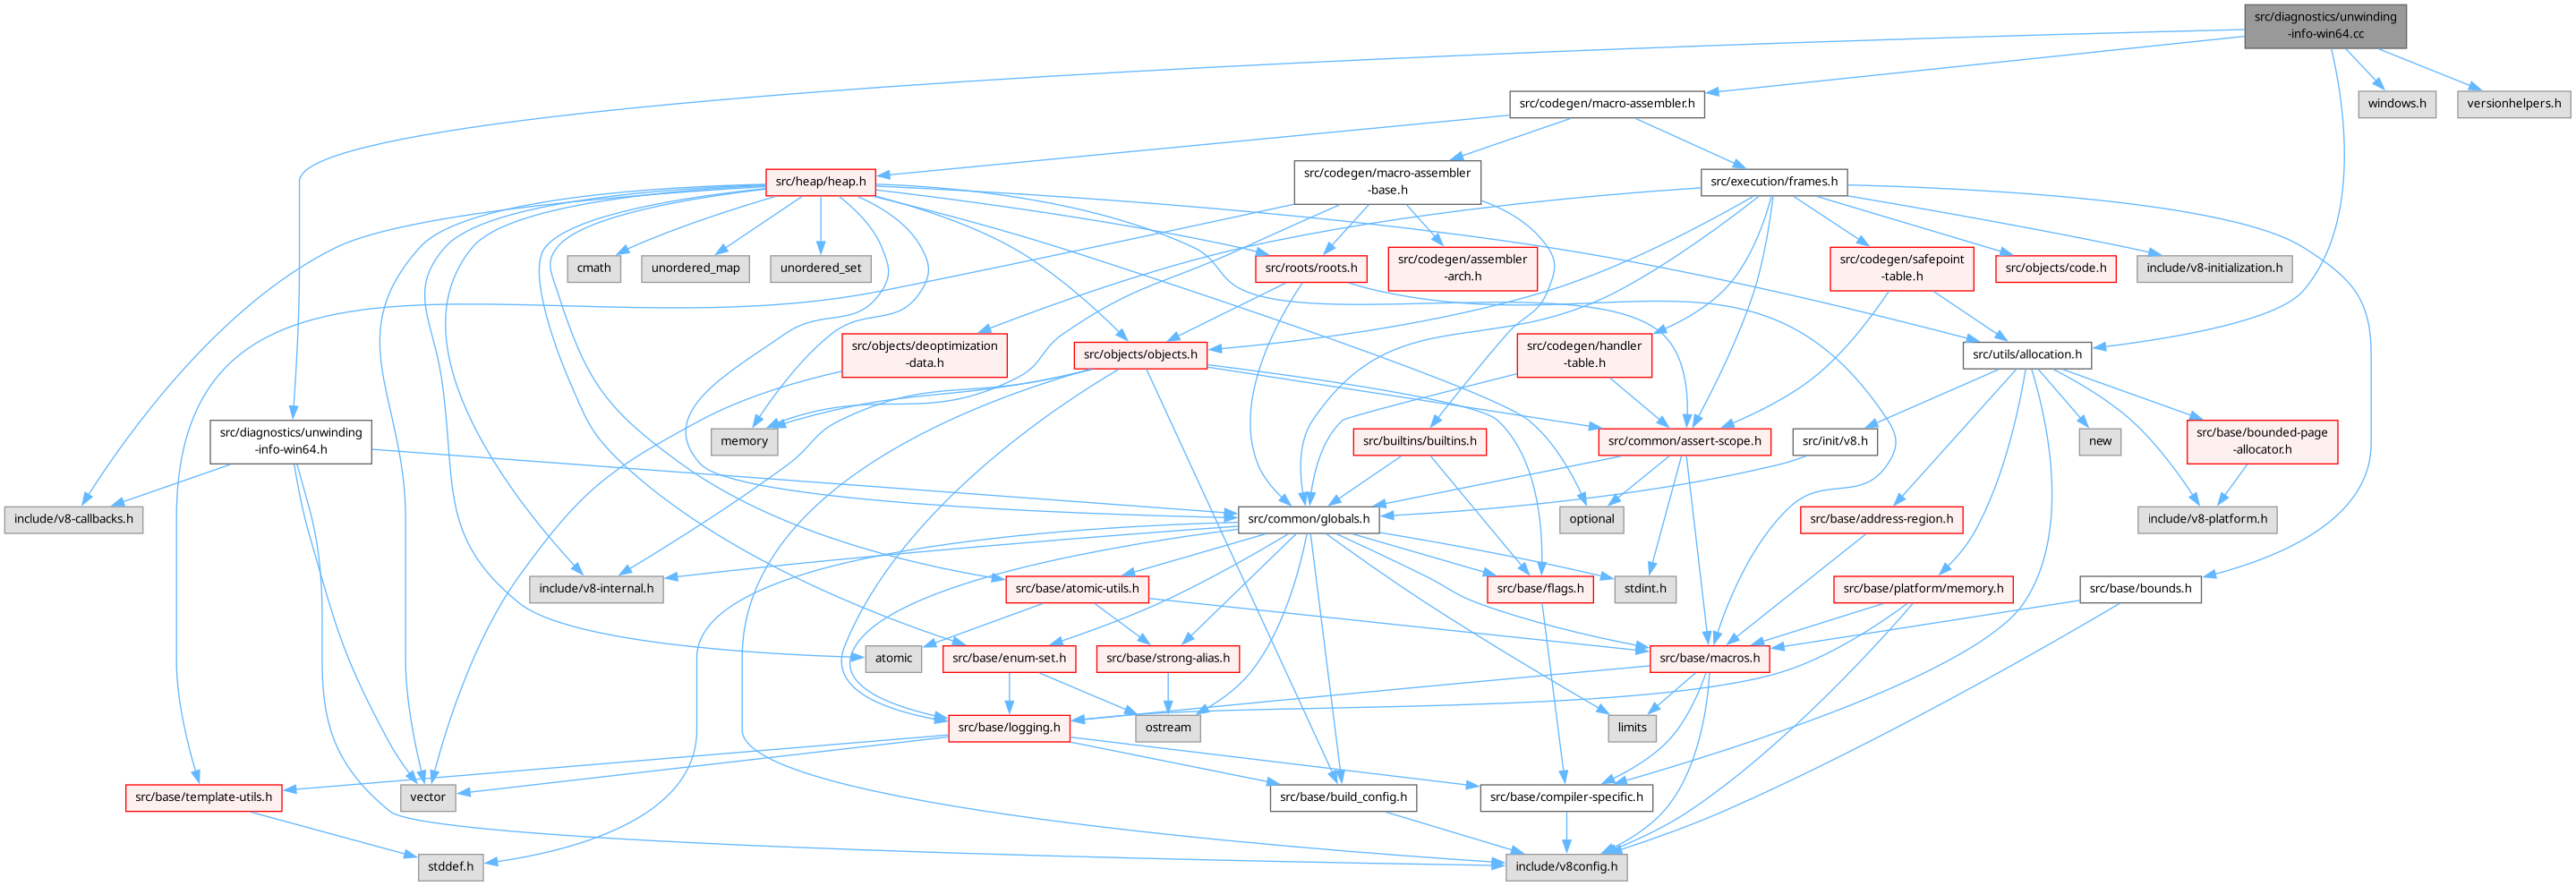 src/diagnostics/unwinding
-info-win64.cc
src/codegen/macro-assembler.h
windows.h
versionhelpers.h
src/heap/heap.h
src/codegen/macro-assembler
-base.h
src/execution/frames.h
cmath
unordered_map
unordered_set
src/roots/roots.h
src/codegen/assembler
-arch.h
src/codegen/safepoint
-table.h
src/objects/code.h
include/v8-initialization.h
src/objects/deoptimization
-data.h
src/objects/objects.h
src/codegen/handler
-table.h
src/utils/allocation.h
src/diagnostics/unwinding
-info-win64.h
memory
src/builtins/builtins.h
src/common/assert-scope.h
src/init/v8.h
new
src/base/bounded-page
-allocator.h
include/v8-callbacks.h
src/common/globals.h
optional
src/base/address-region.h
include/v8-platform.h
include/v8-internal.h
src/base/atomic-utils.h
src/base/flags.h
stdint.h
src/base/platform/memory.h
src/base/bounds.h
atomic
src/base/enum-set.h
src/base/strong-alias.h
src/base/macros.h
src/base/logging.h
ostream
limits
src/base/template-utils.h
vector
src/base/build_config.h
src/base/compiler-specific.h
stddef.h
include/v8config.h